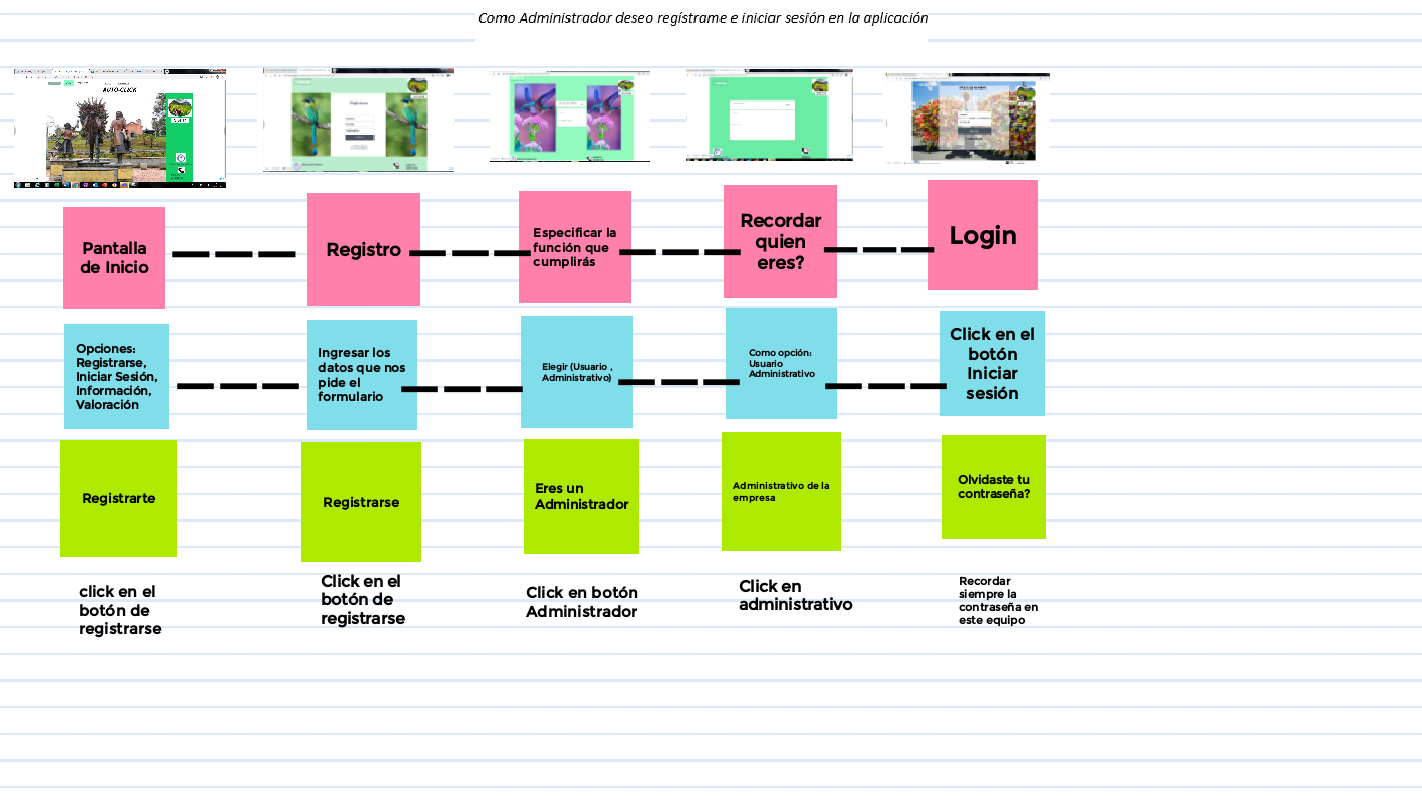 Como Administrador deseo regístrame e iniciar sesión en la aplicación
AUTO-CLICK
Pantalla
de Inicio
Registro
Especificar la
función que
cumplirás
Recordar
quien
eres?
Login
Opciones:
Registrarse,
Iniciar Sesión,
Información,
Valoración
Ingresar los
datos que nos
pide el
formulario
Elegir (Usuario ,
Administrativo)
Como opción:
Usuario
Administrativo
Click en el
botón
Iniciar
sesión
Registrarte
Registrarse
Eres un
Administrador
Administrativo de la
empresa
Olvidaste tu
contraseña?
click en el
botón de
registrarse
Click en el
botón de
registrarse
Click en botón
Administrador
Click en
administrativo
Recordar
siempre la
contraseña en
este equipo